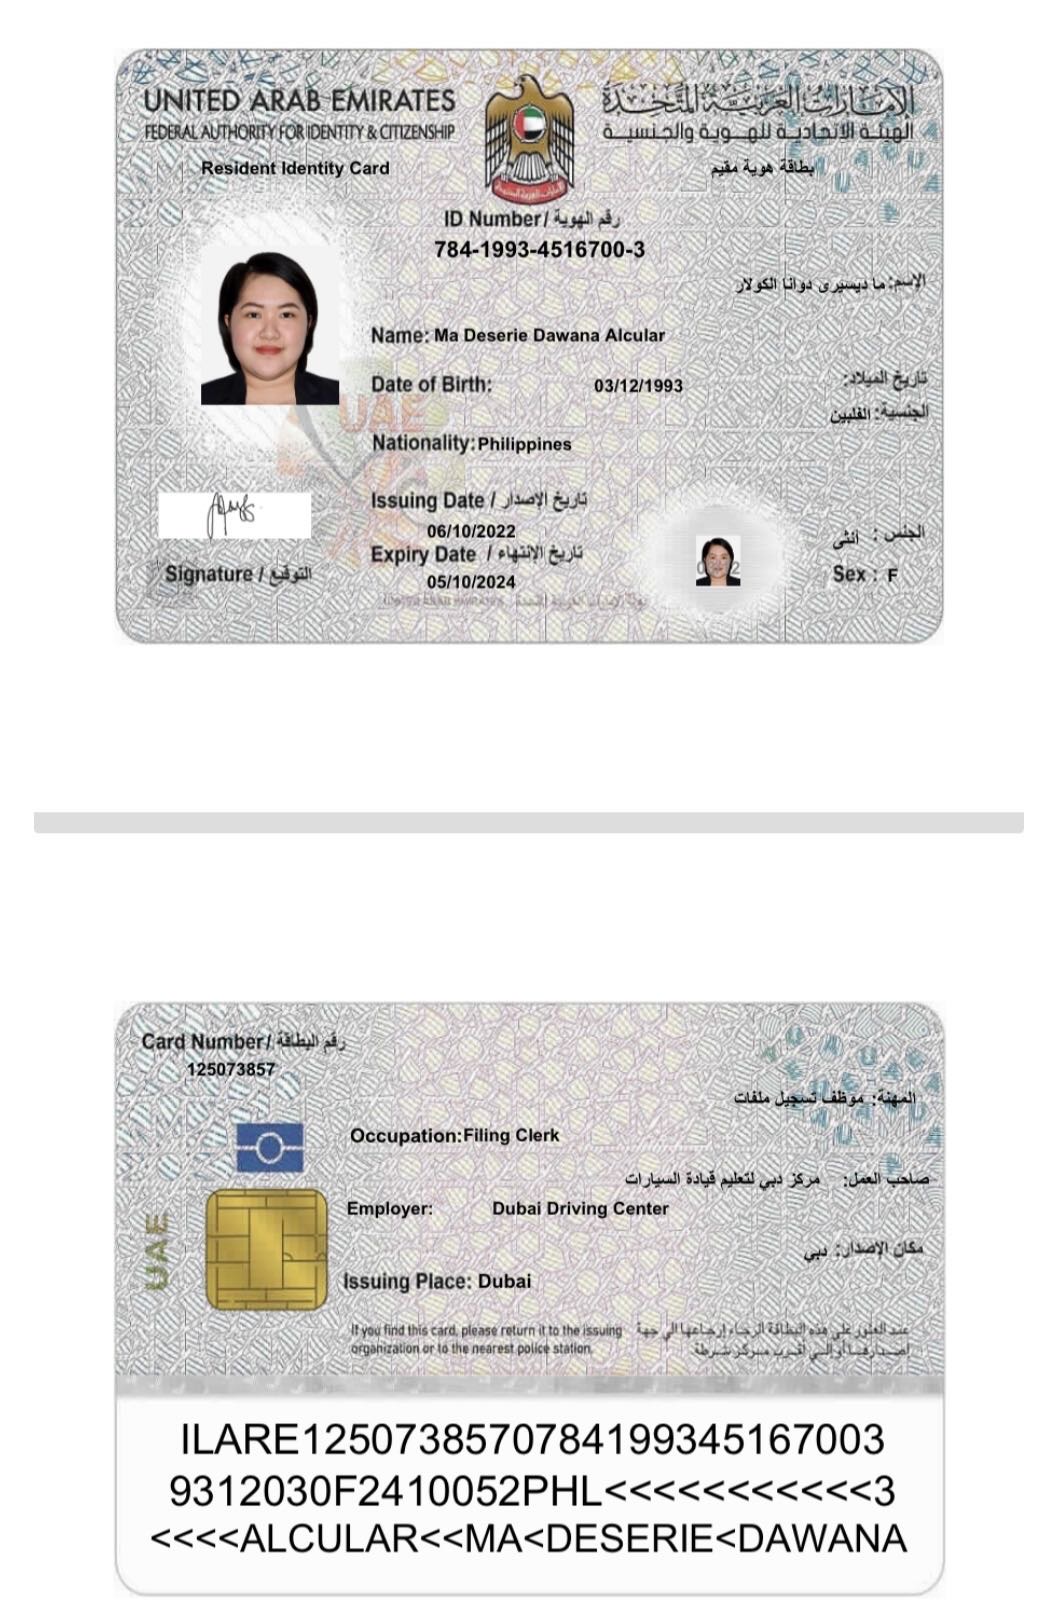 UNITED ARAB EMIRATES
الإمارات العربية المتحدة
FEDERAL AUTHORITY FOR IDENTITY & CITIZENSHIP
الهيئة الاتحادية للهوية والجنسية
Resident Identity Card
بطاقة هوية مقيم
ID Number / رقم الهوية
784-1993-4516700-3
الإسم: ما ديسيرى دوانا الكولار
Name: Ma Deserie Dawana Alcular
تاريخ الميلاد:
Date of Birth: 03/12/1993
الجنسية: الفلبين
Nationality: Philippines
UAE
Issuing Date / تاريخ الإصدار
06/10/2022
Expiry Date / تاريخ الإنتهاء
05/10/2024
Signature / التوقيع
الجنس : أنثى
Sex : F
Card Number / رقم البطاقة
125073857
المهنة: موظف تسجيل ملفات
Occupation: Filing Clerk
صاحب العمل: مركز دبي لتعليم قيادة السيارات
Employer: Dubai Driving Center
مكان الإصدار: دبي
Issuing Place: Dubai
UAE
If you find this card, please return it to the issuing
organization or to the nearest police station.
عند العثور على هذه البطاقة الرجاء إرجاعها الى جهة
اصدارها أو الى أقرب مركز شرطة
ILARE1250738570784199345167003
9312030F2410052PHL<<<<<<<<<<<3
<<<<ALCULAR<<MA<DESERIE<DAWANA